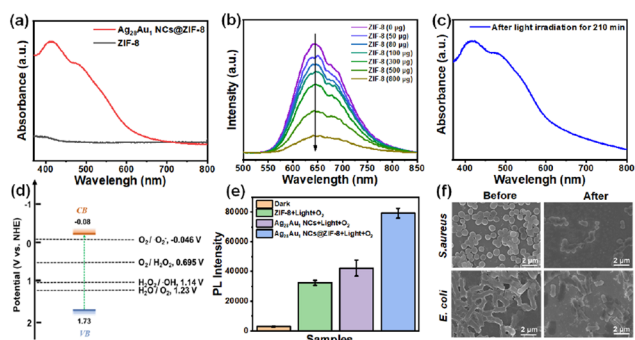 (a)
Ag28Au1 NCs@ZIF-8
ZIF-8
Absorbance (a.u.)
400 500 600 700 800
Wavelength (nm)
(b)
ZIF-8 (0 μg)
ZIF-8 (50 μg)
ZIF-8 (80 μg)
ZIF-8 (100 μg)
ZIF-8 (300 μg)
ZIF-8 (500 μg)
ZIF-8 (800 μg)
Intensity (a.u.)
500 550 600 650 700 750 800 850
Wavelength (nm)
(c)
After light irradiation for 210 min
Absorbance (a.u.)
400 500 600 700 800
Wavelength (nm)
(d)
Potential (V vs. NHE)
-1
0
1
2
CB
-0.08
O2/ O2-, -0.046 V
O2/ H2O2, 0.695 V
H2O2/ ·OH, 1.14 V
H2O/ O2, 1.23 V
1.73
VB
(e)
Dark
ZIF-8+Light+O2
Ag28Au1 NCs+Light+O2
Ag28Au1 NCs@ZIF-8+Light+O2
PL Intensity
80000
60000
40000
20000
0
Samples
(f)
Before After
S.aureus
2 μm 2 μm
E. coli
2 μm 2 μm